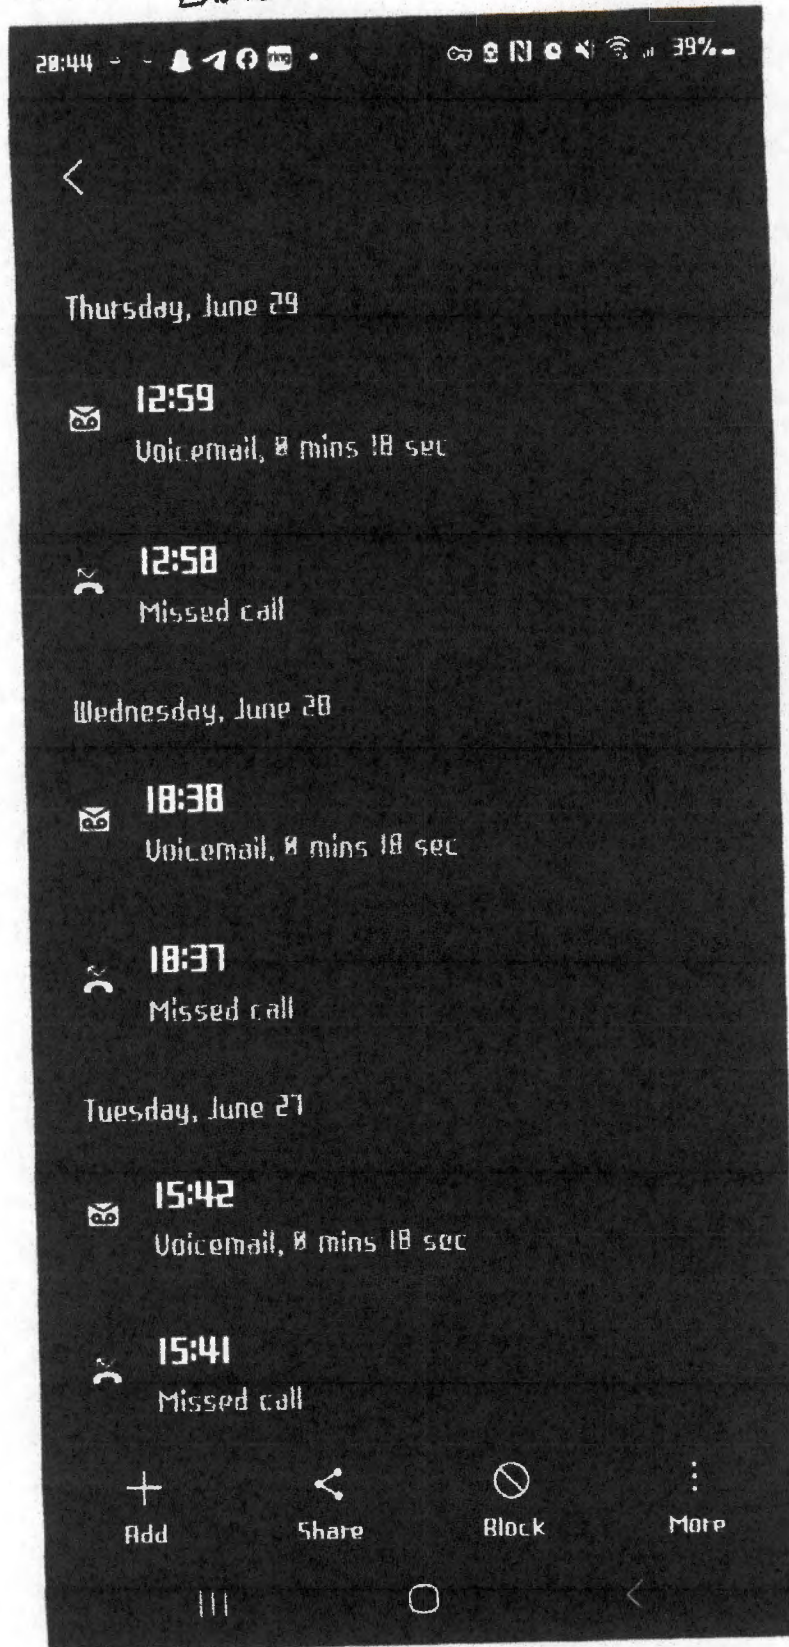 20:44 ring 39%
Thursday, June 29
12:59
Voicemail, 0 mins 18 sec
12:58
Missed call
Wednesday, June 28
18:38
Voicemail, 0 mins 18 sec
18:37
Missed call
Tuesday, June 27
15:42
Voicemail, 0 mins 18 sec
15:41
Missed call
Add Share Block More